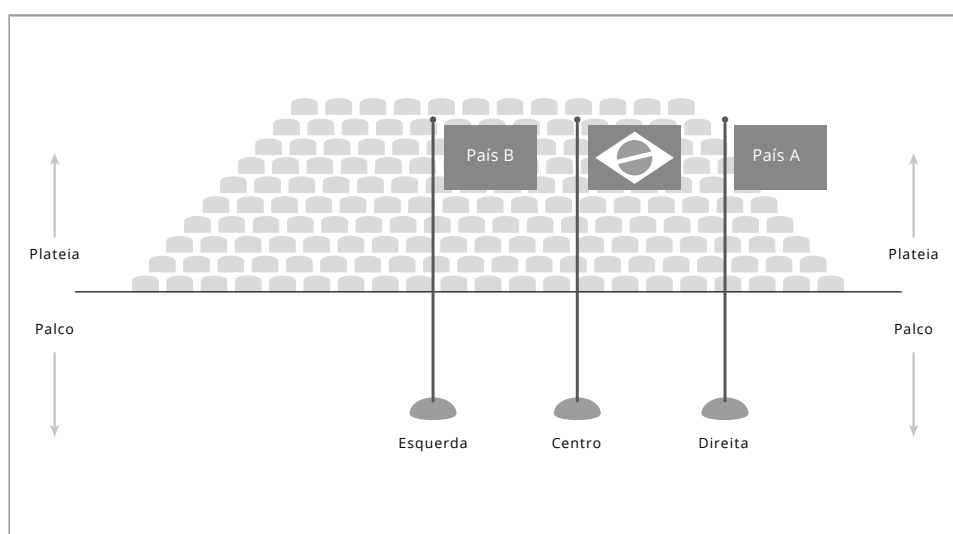 País B
País A
Plateia
Plateia
Palco
Palco
Esquerda
Centro
Direita